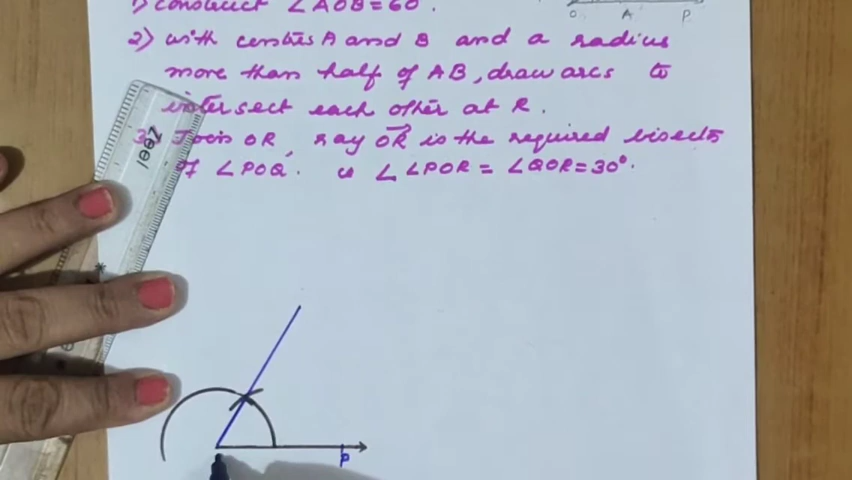 1) construct ∠AOB = 60°.
O A P
2) with centres A and B and a radius
more than half of AB, draw arcs to
intersect each other at R.
3) Join OR, ray OR is the required bisects
of ∠POQ. ∠ ∠POR = ∠QOR = 30°.
P